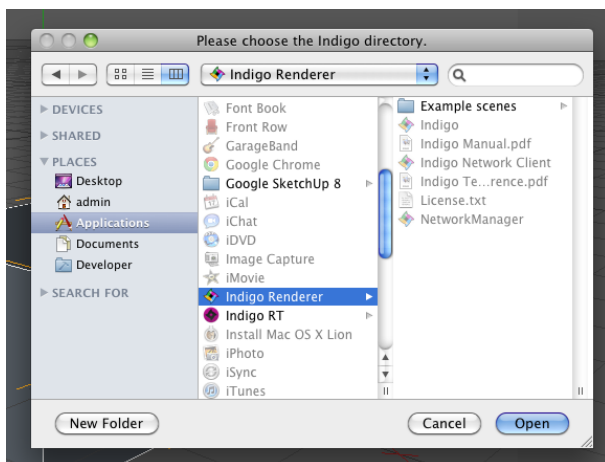 Please choose the Indigo directory.
Indigo Renderer
DEVICES
SHARED
PLACES
Desktop
admin
Applications
Documents
Developer
SEARCH FOR
Font Book
Front Row
GarageBand
Google Chrome
Google SketchUp 8
iCal
iChat
iDVD
Image Capture
iMovie
Indigo Renderer
Indigo RT
Install Mac OS X Lion
iPhoto
iSync
iTunes
Example scenes
Indigo
Indigo Manual.pdf
Indigo Network Client
Indigo Te...rence.pdf
License.txt
NetworkManager
New Folder
Cancel
Open